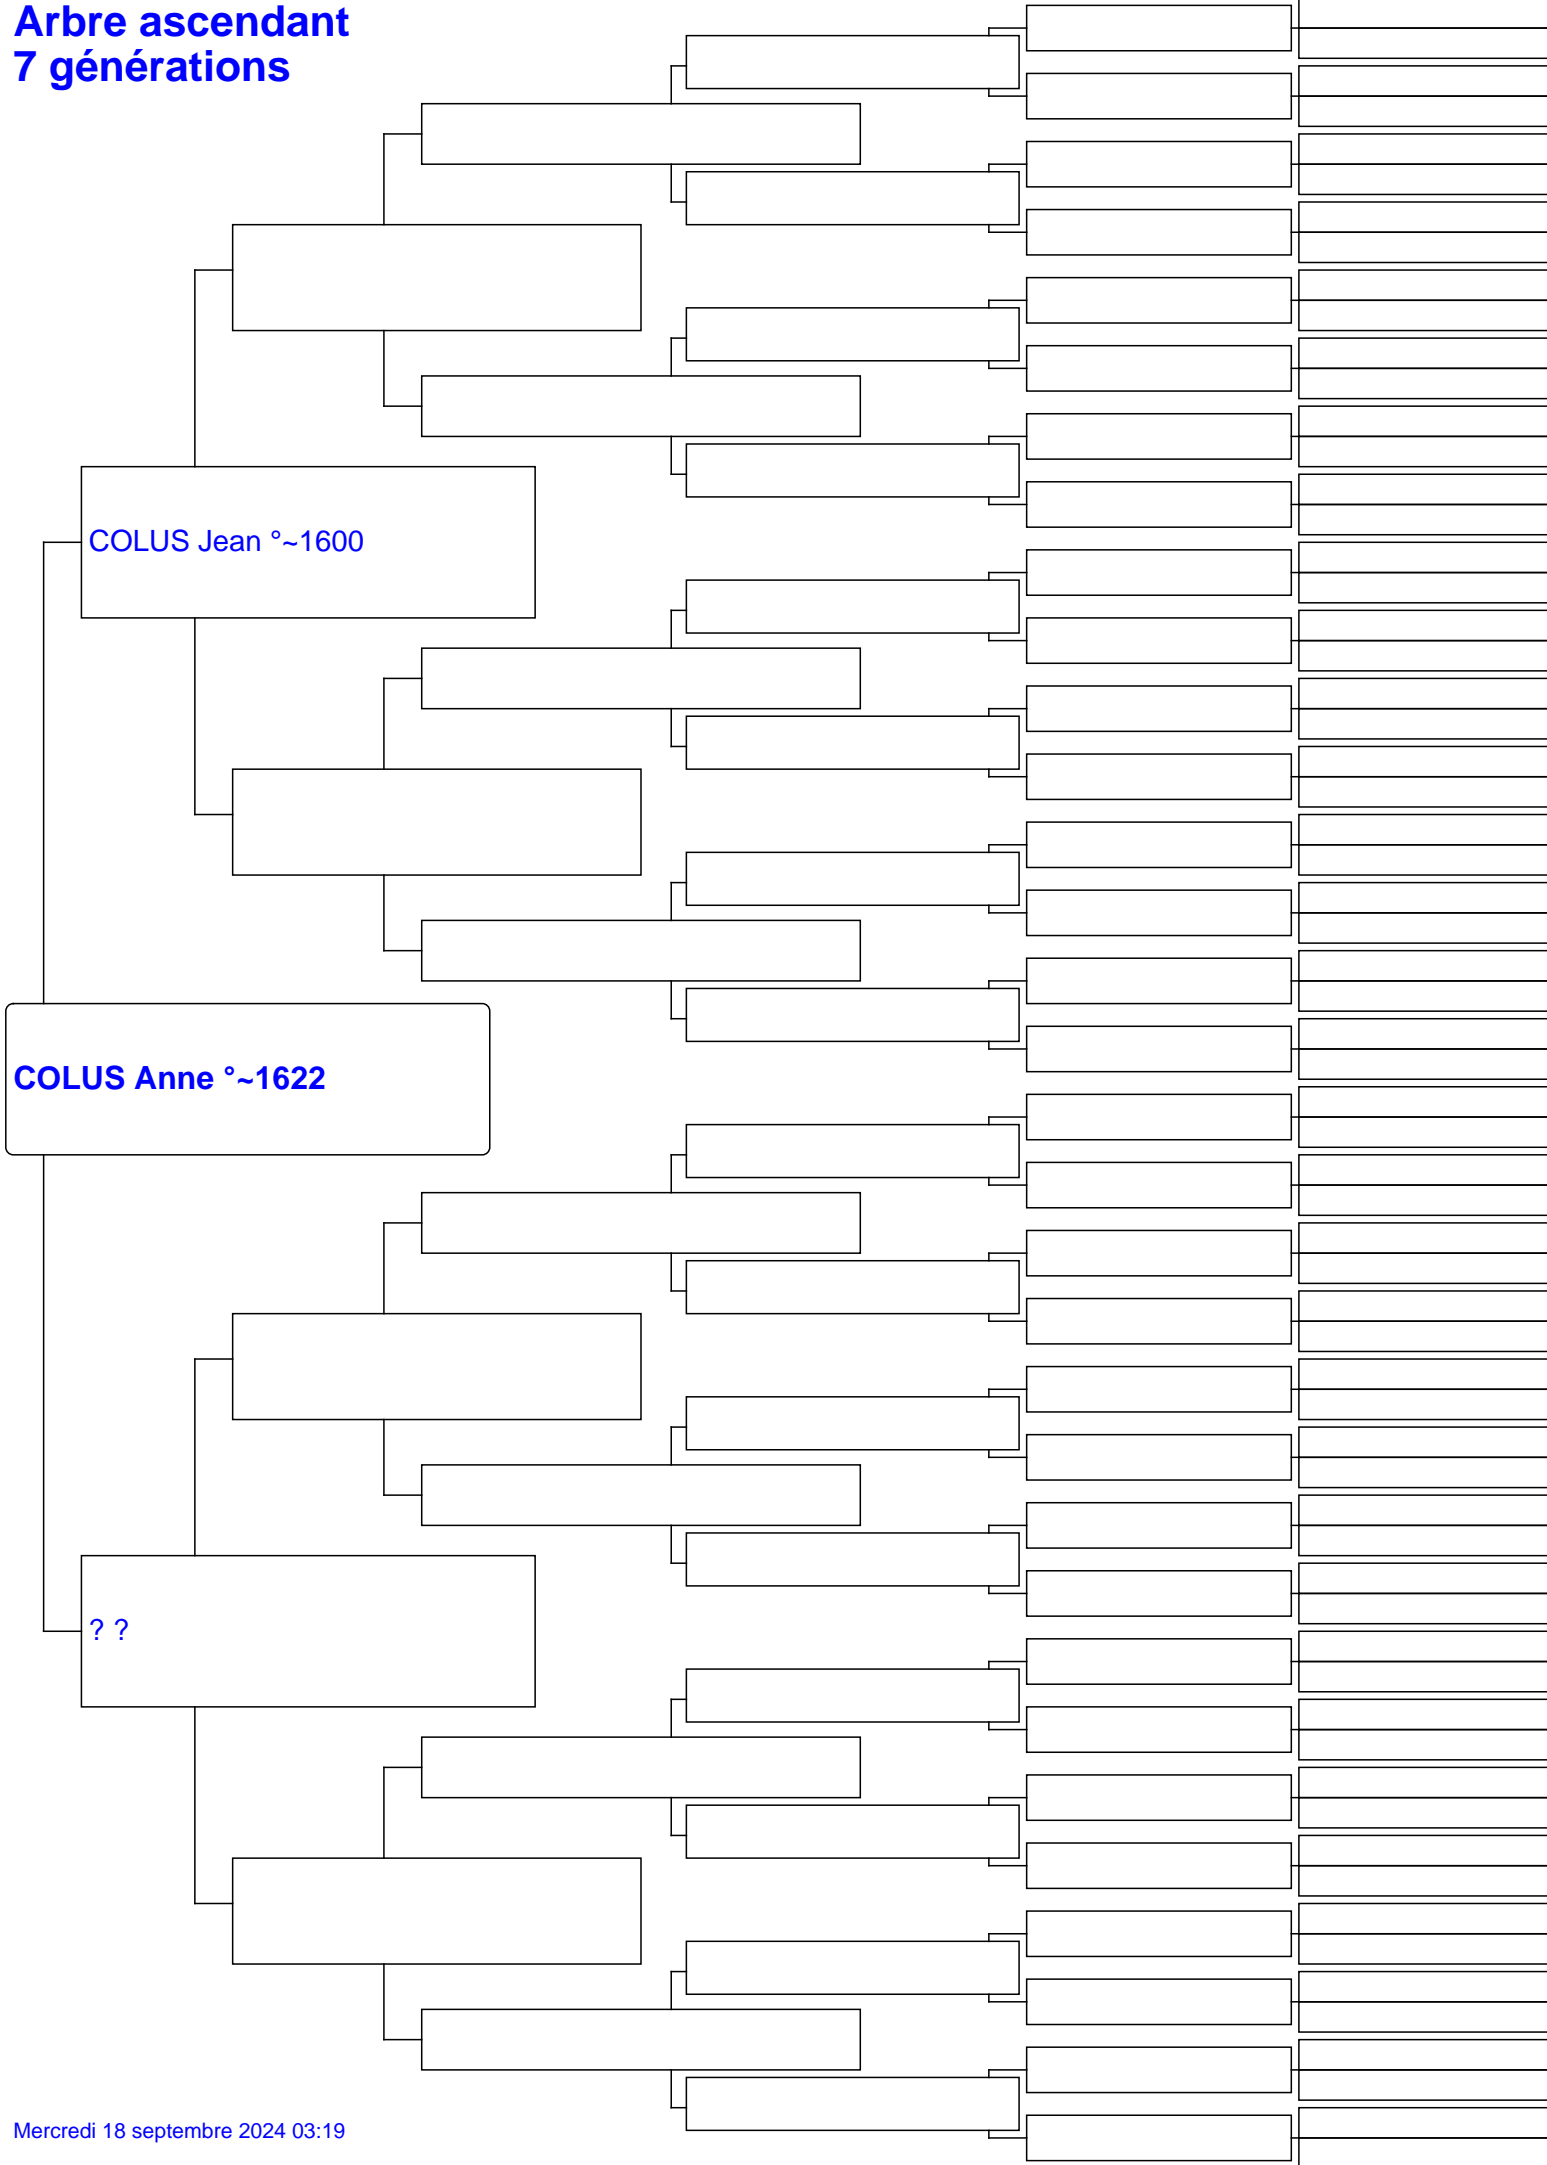 Arbre ascendant
7 générations
COLUS Jean °~1600
COLUS Anne °~1622
? ?
Mercredi 18 septembre 2024 03:19